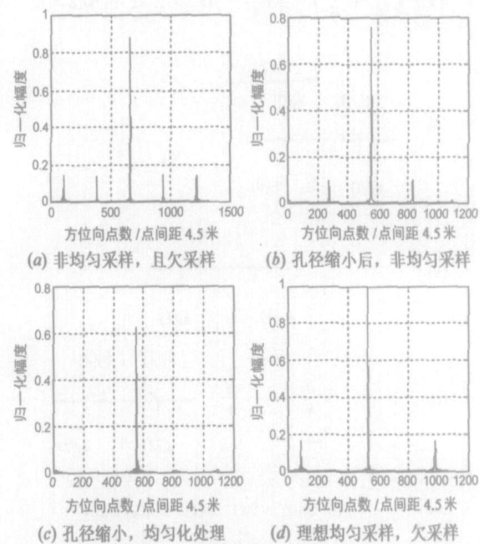 1
0.8
0.6
0.4
0.2
0
归一化幅度
0 500 1000 1500
方位向点数/点间距 4.5 米
(a) 非均匀采样，且欠采样
0.8
0.6
0.4
0.2
0
归一化幅度
0 200 400 600 800 1000 1200
方位向点数/点间距 4.5 米
(b) 孔径缩小后，非均匀采样
0.8
0.6
0.4
0.2
0
归一化幅度
0 200 400 600 800 1000 1200
方位向点数/点间距 4.5 米
(c) 孔径缩小，均匀化处理
1
0.8
0.6
0.4
0.2
0
归一化幅度
0 200 400 600 800 1000 1200
方位向点数/点间距 4.5 米
(d) 理想均匀采样，欠采样